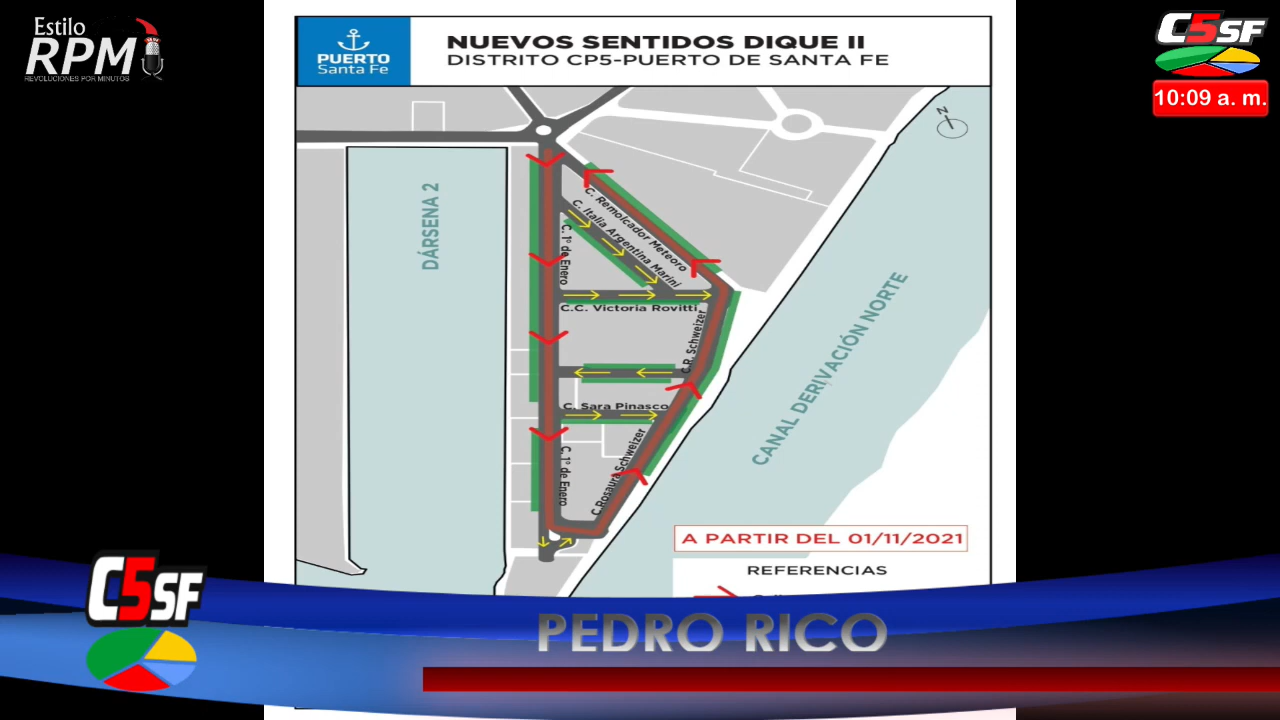 Estilo
RPM
REVOLUCIONES POR MINUTOS
C5SF
10:09 a. m.
PUERTO
Santa Fe
NUEVOS SENTIDOS DIQUE II
DISTRITO CP5-PUERTO DE SANTA FE
N
DÁRSENA 2
C. Remolcador Meteoro
C. Italia Argentina Marini
C. 1º de Enero
C.C. Victoria Rovitti
C.R. Schweizer
C. Sara Pinasco
C. 1º de Enero
C.Rosaura Schweizer
CANAL DERIVACIÓN NORTE
A PARTIR DEL 01/11/2021
REFERENCIAS
C5SF
PEDRO RICO